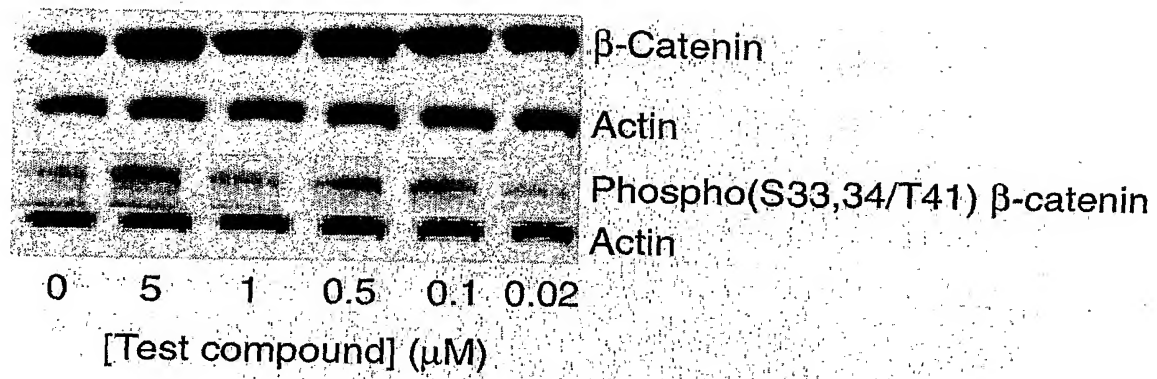 β-Catenin
Actin
Phospho(S33,34/T41) β-catenin
Actin
0 5 1 0.5 0.1 0.02
[Test compound] (μM)